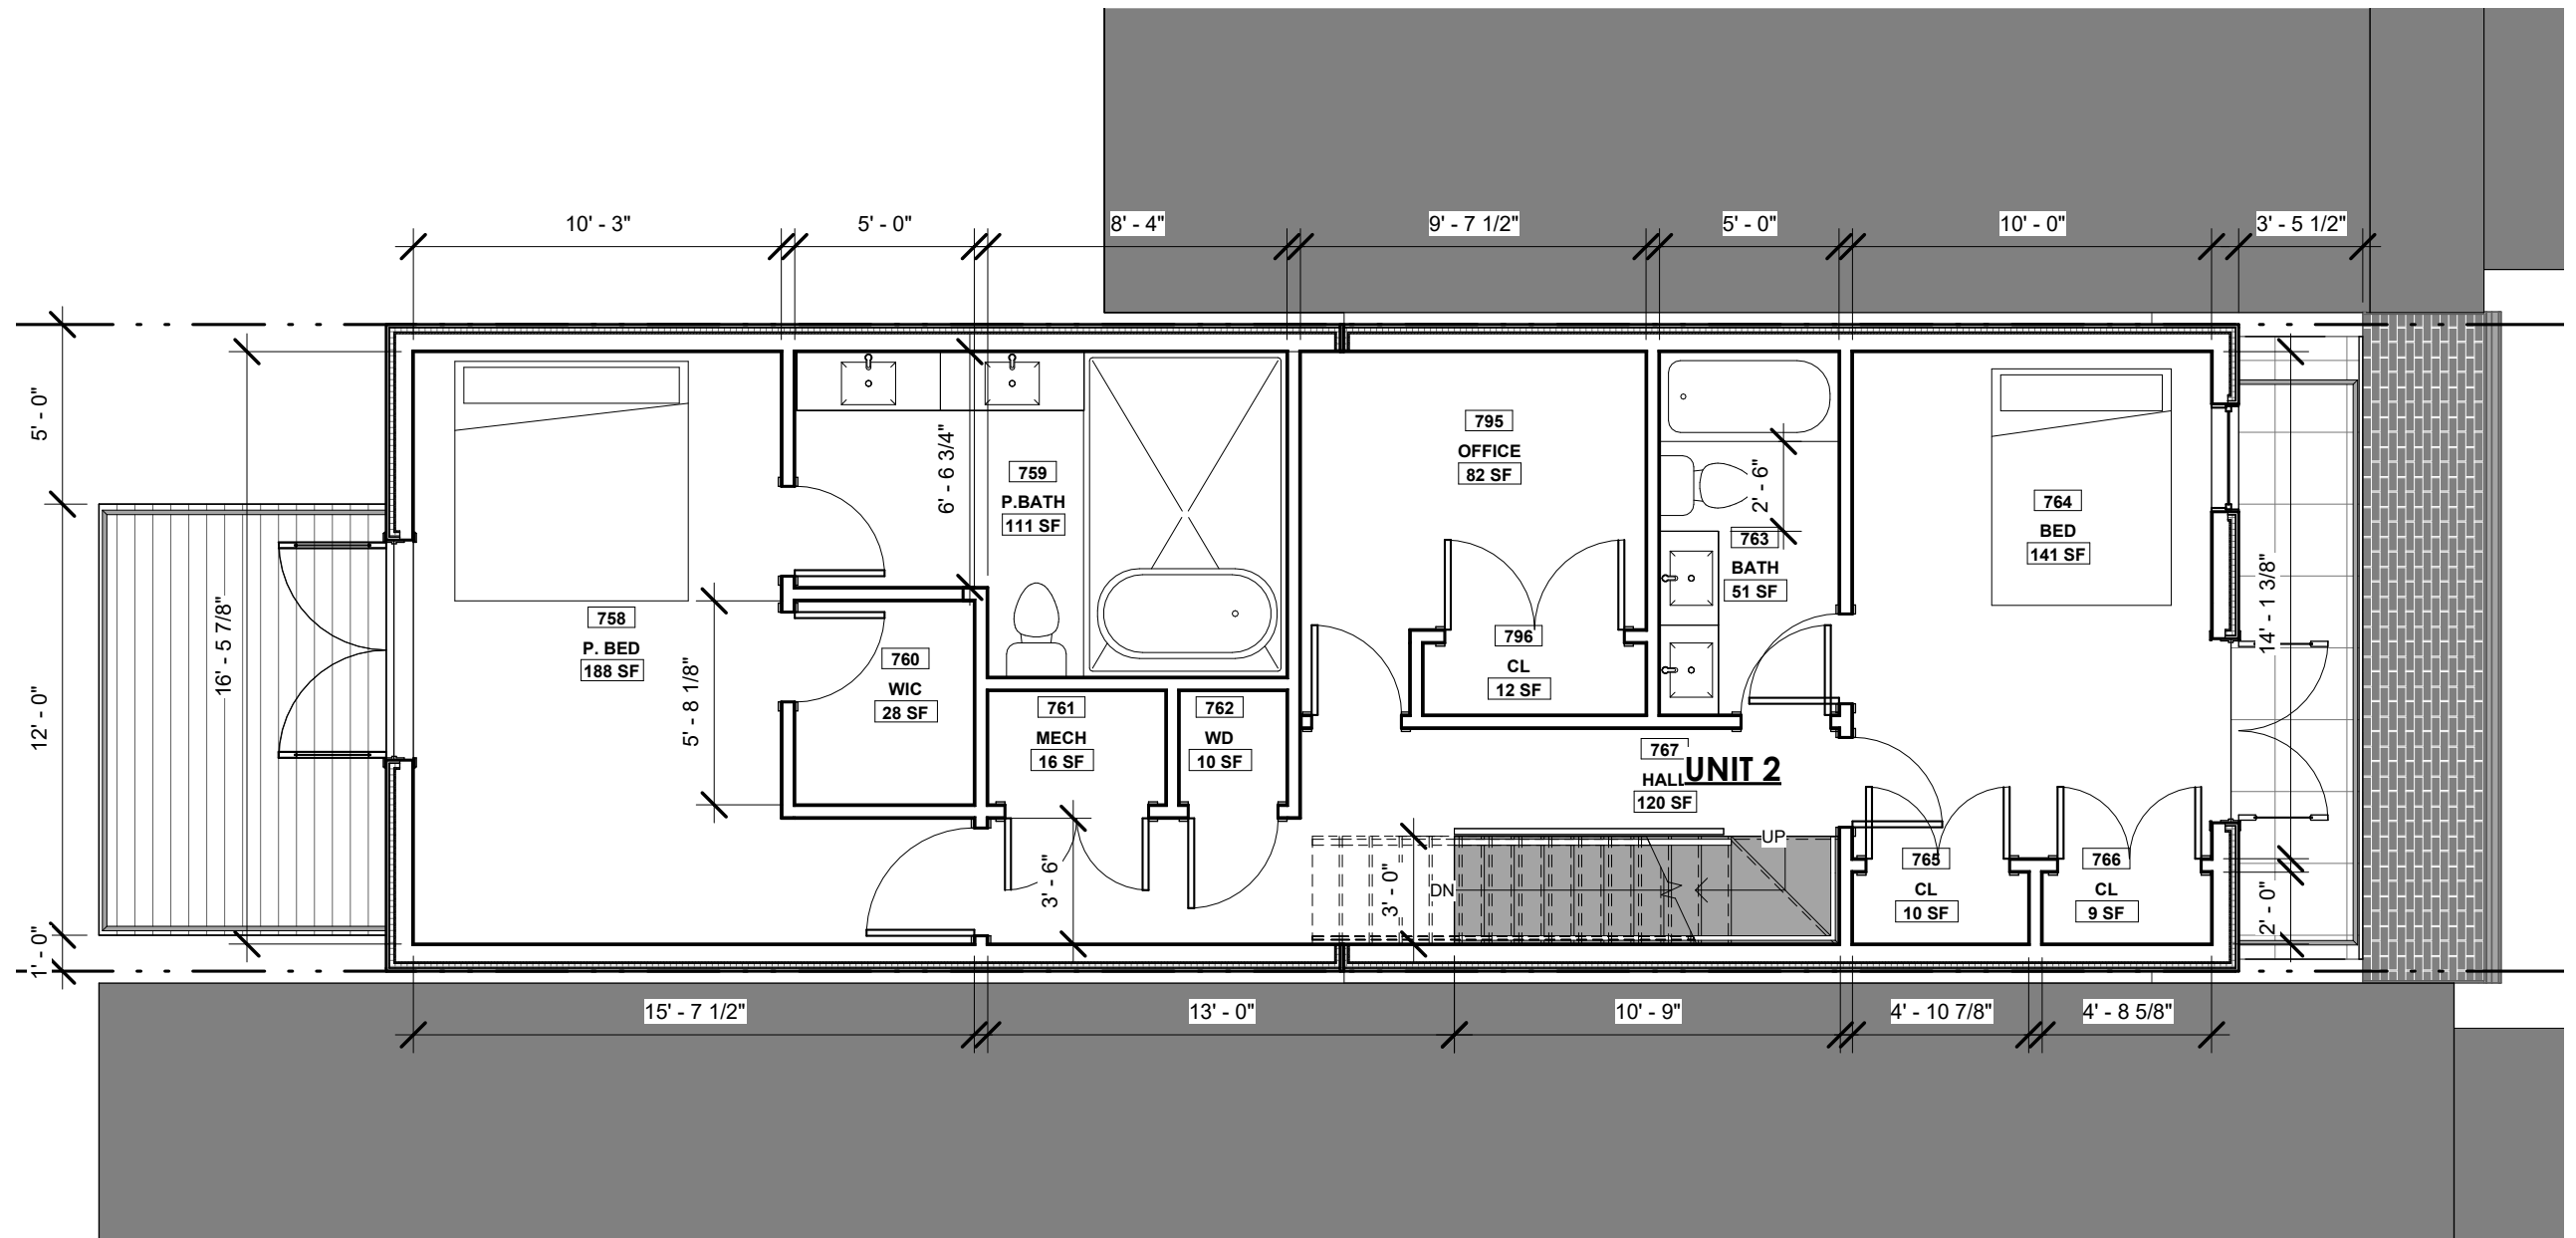 10' - 3"
5' - 0"
8' - 4"
9' - 7 1/2"
5' - 0"
10' - 0"
3' - 5 1/2"
5' - 0"
12' - 0"
1' - 0"
16' - 5 7/8"
758
P. BED
188 SF
5' - 8 1/8"
6' - 6 3/4"
759
P.BATH
111 SF
760
WIC
28 SF
761
MECH
16 SF
762
WD
10 SF
3' - 6"
795
OFFICE
82 SF
796
CL
12 SF
2' - 6"
763
BATH
51 SF
764
BED
141 SF
767
HALL
120 SF
UNIT 2
UP
DN
3' - 0"
765
CL
10 SF
766
CL
9 SF
14' - 1 3/8"
2' - 0"
15' - 7 1/2"
13' - 0"
10' - 9"
4' - 10 7/8"
4' - 8 5/8"